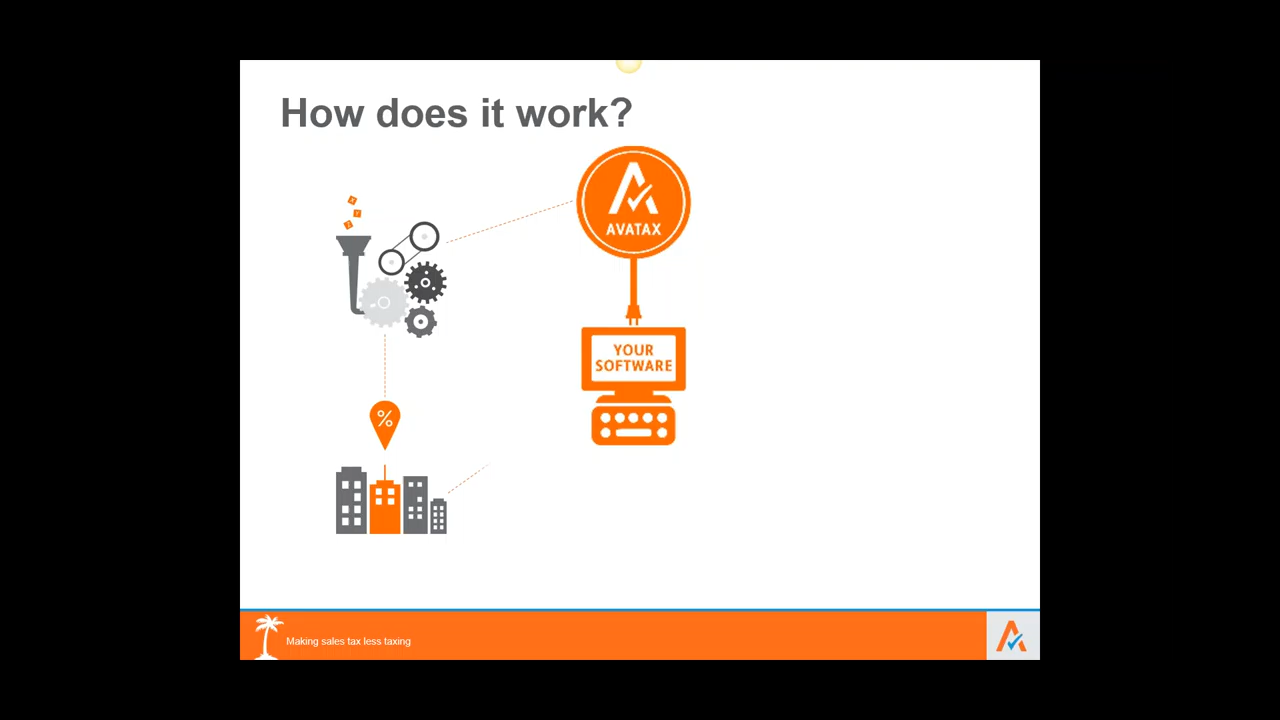 How does it work?
AVATAX
YOUR
SOFTWARE
%
Making sales tax less taxing